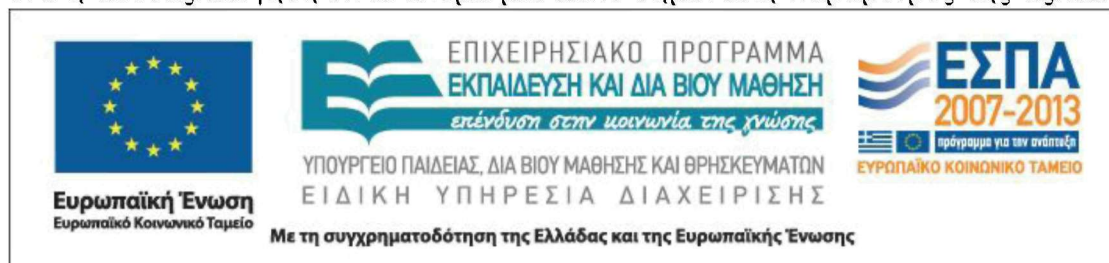 ΕΠΙΧΕΙΡΗΣΙΑΚΟ ΠΡΟΓΡΑΜΜΑ
ΕΚΠΑΙΔΕΥΣΗ ΚΑΙ ΔΙΑ ΒΙΟΥ ΜΑΘΗΣΗ
επένδυση στην κοινωνία της γνώσης
ΥΠΟΥΡΓΕΙΟ ΠΑΙΔΕΙΑΣ, ΔΙΑ ΒΙΟΥ ΜΑΘΗΣΗΣ ΚΑΙ ΘΡΗΣΚΕΥΜΑΤΩΝ
ΕΙΔΙΚΗ ΥΠΗΡΕΣΙΑ ΔΙΑΧΕΙΡΙΣΗΣ
ΕΣΠΑ
2007-2013
πρόγραμμα για την ανάπτυξη
ΕΥΡΩΠΑΪΚΟ ΚΟΙΝΩΝΙΚΟ ΤΑΜΕΙΟ
Ευρωπαϊκή Ένωση
Ευρωπαϊκό Κοινωνικό Ταμείο
Με τη συγχρηματοδότηση της Ελλάδας και της Ευρωπαϊκής Ένωσης